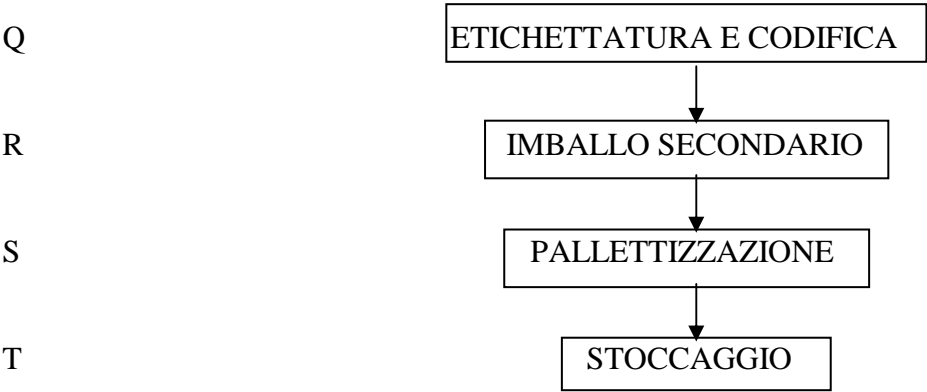 Q ETICHETTATURA E CODIFICA
R IMBALLO SECONDARIO
S PALLETTIZZAZIONE
T STOCCAGGIO